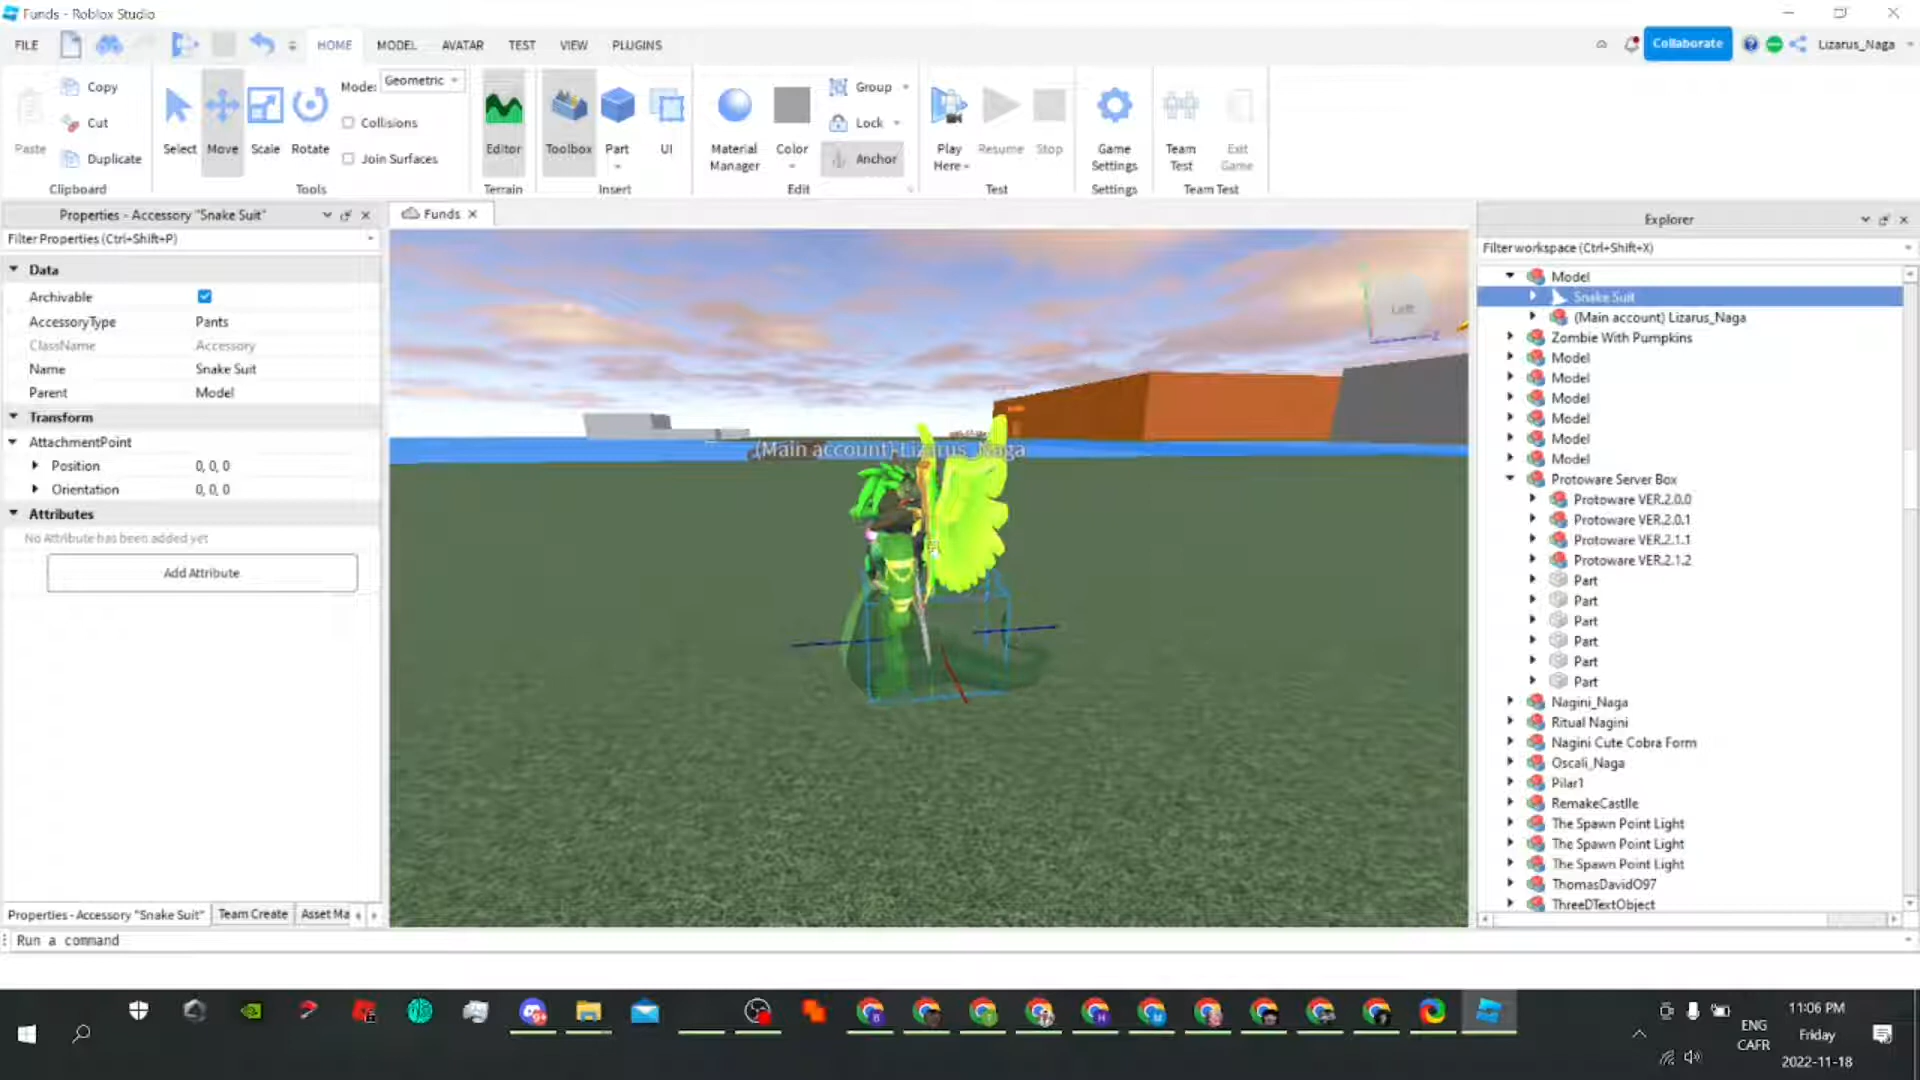 Funds - Roblox Studio
FILE
HOME
MODEL
AVATAR
TEST
VIEW
PLUGINS
Collaborate
Lizarus_Naga
Paste
Copy
Cut
Duplicate
Clipboard
Select
Move
Scale
Rotate
Mode:
Geometric
Collisions
Join Surfaces
Tools
Editor
Terrain
Toolbox
Part
UI
Insert
Material
Manager
Color
Group
Lock
Anchor
Edit
Play
Here
Resume
Stop
Test
Game
Settings
Settings
Team
Test
Exit
Game
Team Test
Properties - Accessory "Snake Suit"
Filter Properties (Ctrl+Shift+P)
Data
Archivable
AccessoryType
Pants
ClassName
Accessory
Name
Snake Suit
Parent
Model
Transform
AttachmentPoint
Position
0, 0, 0
Orientation
0, 0, 0
Attributes
No Attribute has been added yet
Add Attribute
Properties - Accessory "Snake Suit"
Team Create
Asset Ma
Run a command
Funds
Left
(Main account) Lizarus_Naga
Explorer
Filter workspace (Ctrl+Shift+X)
Model
Snake Suit
(Main account) Lizarus_Naga
Zombie With Pumpkins
Model
Model
Model
Model
Model
Model
Protoware Server Box
Protoware VER.2.0.0
Protoware VER.2.0.1
Protoware VER.2.1.1
Protoware VER.2.1.2
Part
Part
Part
Part
Part
Part
Nagini_Naga
Ritual Nagini
Nagini Cute Cobra Form
Oscali_Naga
Pilar1
RemakeCastlle
The Spawn Point Light
The Spawn Point Light
The Spawn Point Light
ThomasDavidO97
ThreeDTextObject
ENG
CAFR
11:06 PM
Friday
2022-11-18